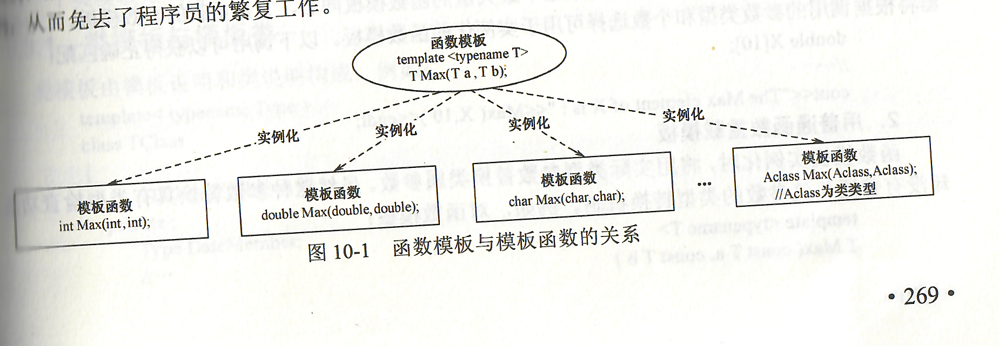 从而免去了程序员的繁复工作。
函数模板
template <typename T>
T Max(T a , T b);
实例化
实例化
实例化
实例化
模板函数
int Max(int , int);
模板函数
double Max(double, double);
模板函数
char Max(char, char);
...
模板函数
Aclass Max(Aclass,Aclass);
//Aclass为类类型
图 10-1 函数模板与模板函数的关系
• 269 •